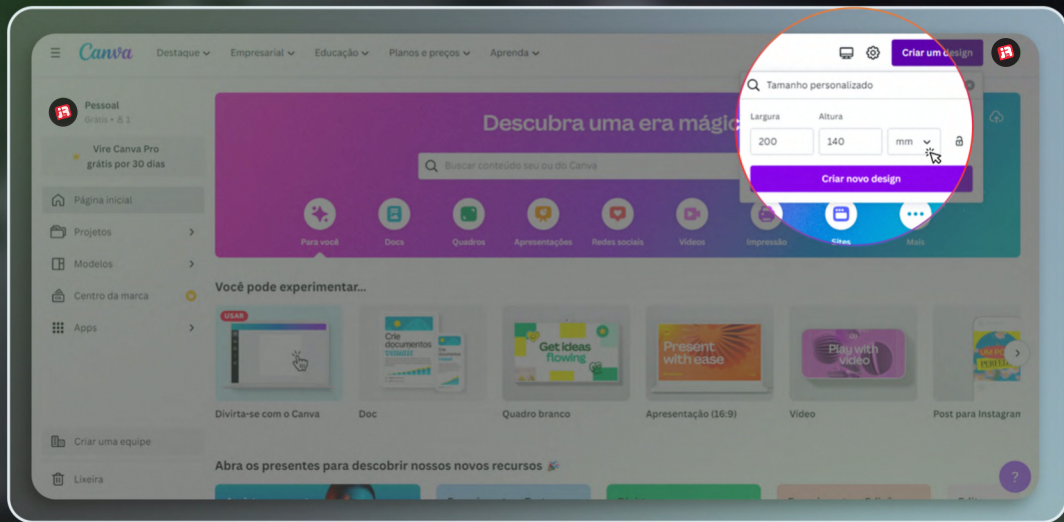 Canva
Destaque
Empresarial
Educação
Planos e preços
Aprenda
Criar um design
Tamanho personalizado
Largura
Altura
200
140
mm
Criar novo design
Pessoal
Grátis • 1
Vire Canva Pro
grátis por 30 dias
Página inicial
Projetos
Modelos
Centro da marca
Apps
Criar uma equipe
Lixeira
Descubra uma era mágic
Buscar conteúdo seu ou do Canva
Para você
Docs
Quadros
Apresentações
Redes sociais
Vídeos
Impressão
Sites
Mais
Você pode experimentar...
USAR
Crie
documentos
Get ideas
flowing
Present
with ease
Play with
video
Divirta-se com o Canva
Doc
Quadro branco
Apresentação (16:9)
Vídeo
Post para Instagran
Abra os presentes para descobrir nossos novos recursos 🎉
?